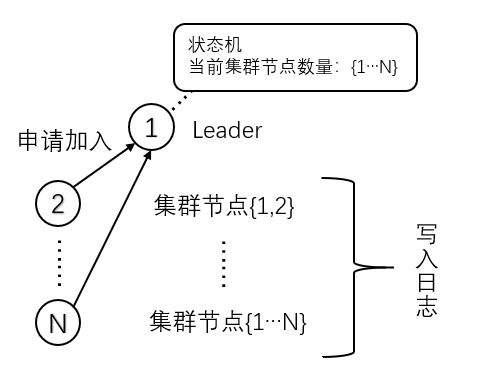 状态机
当前集群节点数量：{1…N}
1
Leader
申请加入
2
集群节点{1,2}
写入日志
N
集群节点{1…N}